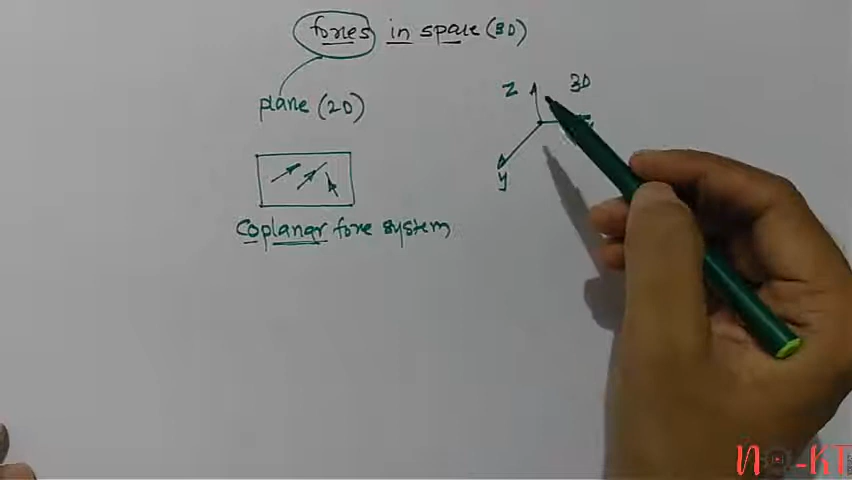 forces in space (3D)
plane (2D)
Z
3D
y
coplanar force system